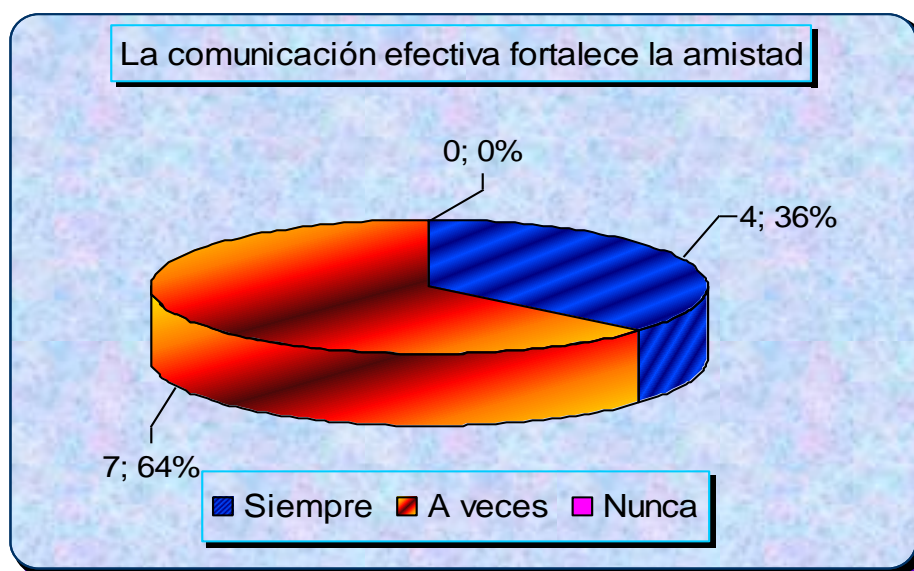 La comunicación efectiva fortalece la amistad
0; 0%
4; 36%
7; 64%
Siempre A veces Nunca